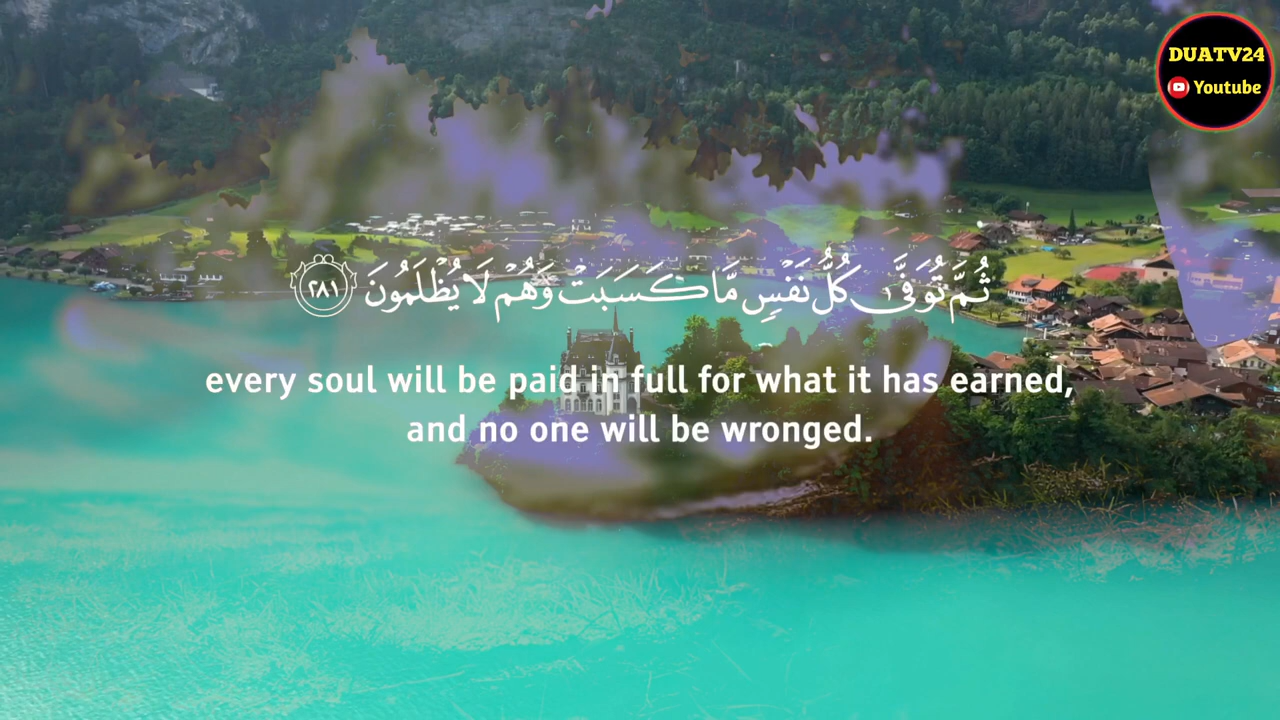 DUATV24
Youtube
ثُمَّ تُوَفَّىٰ كُلُّ نَفْسٍ مَّا كَسَبَتْ وَهُمْ لَا يُظْلَمُونَ ٢٨١
every soul will be paid in full for what it has earned,
and no one will be wronged.